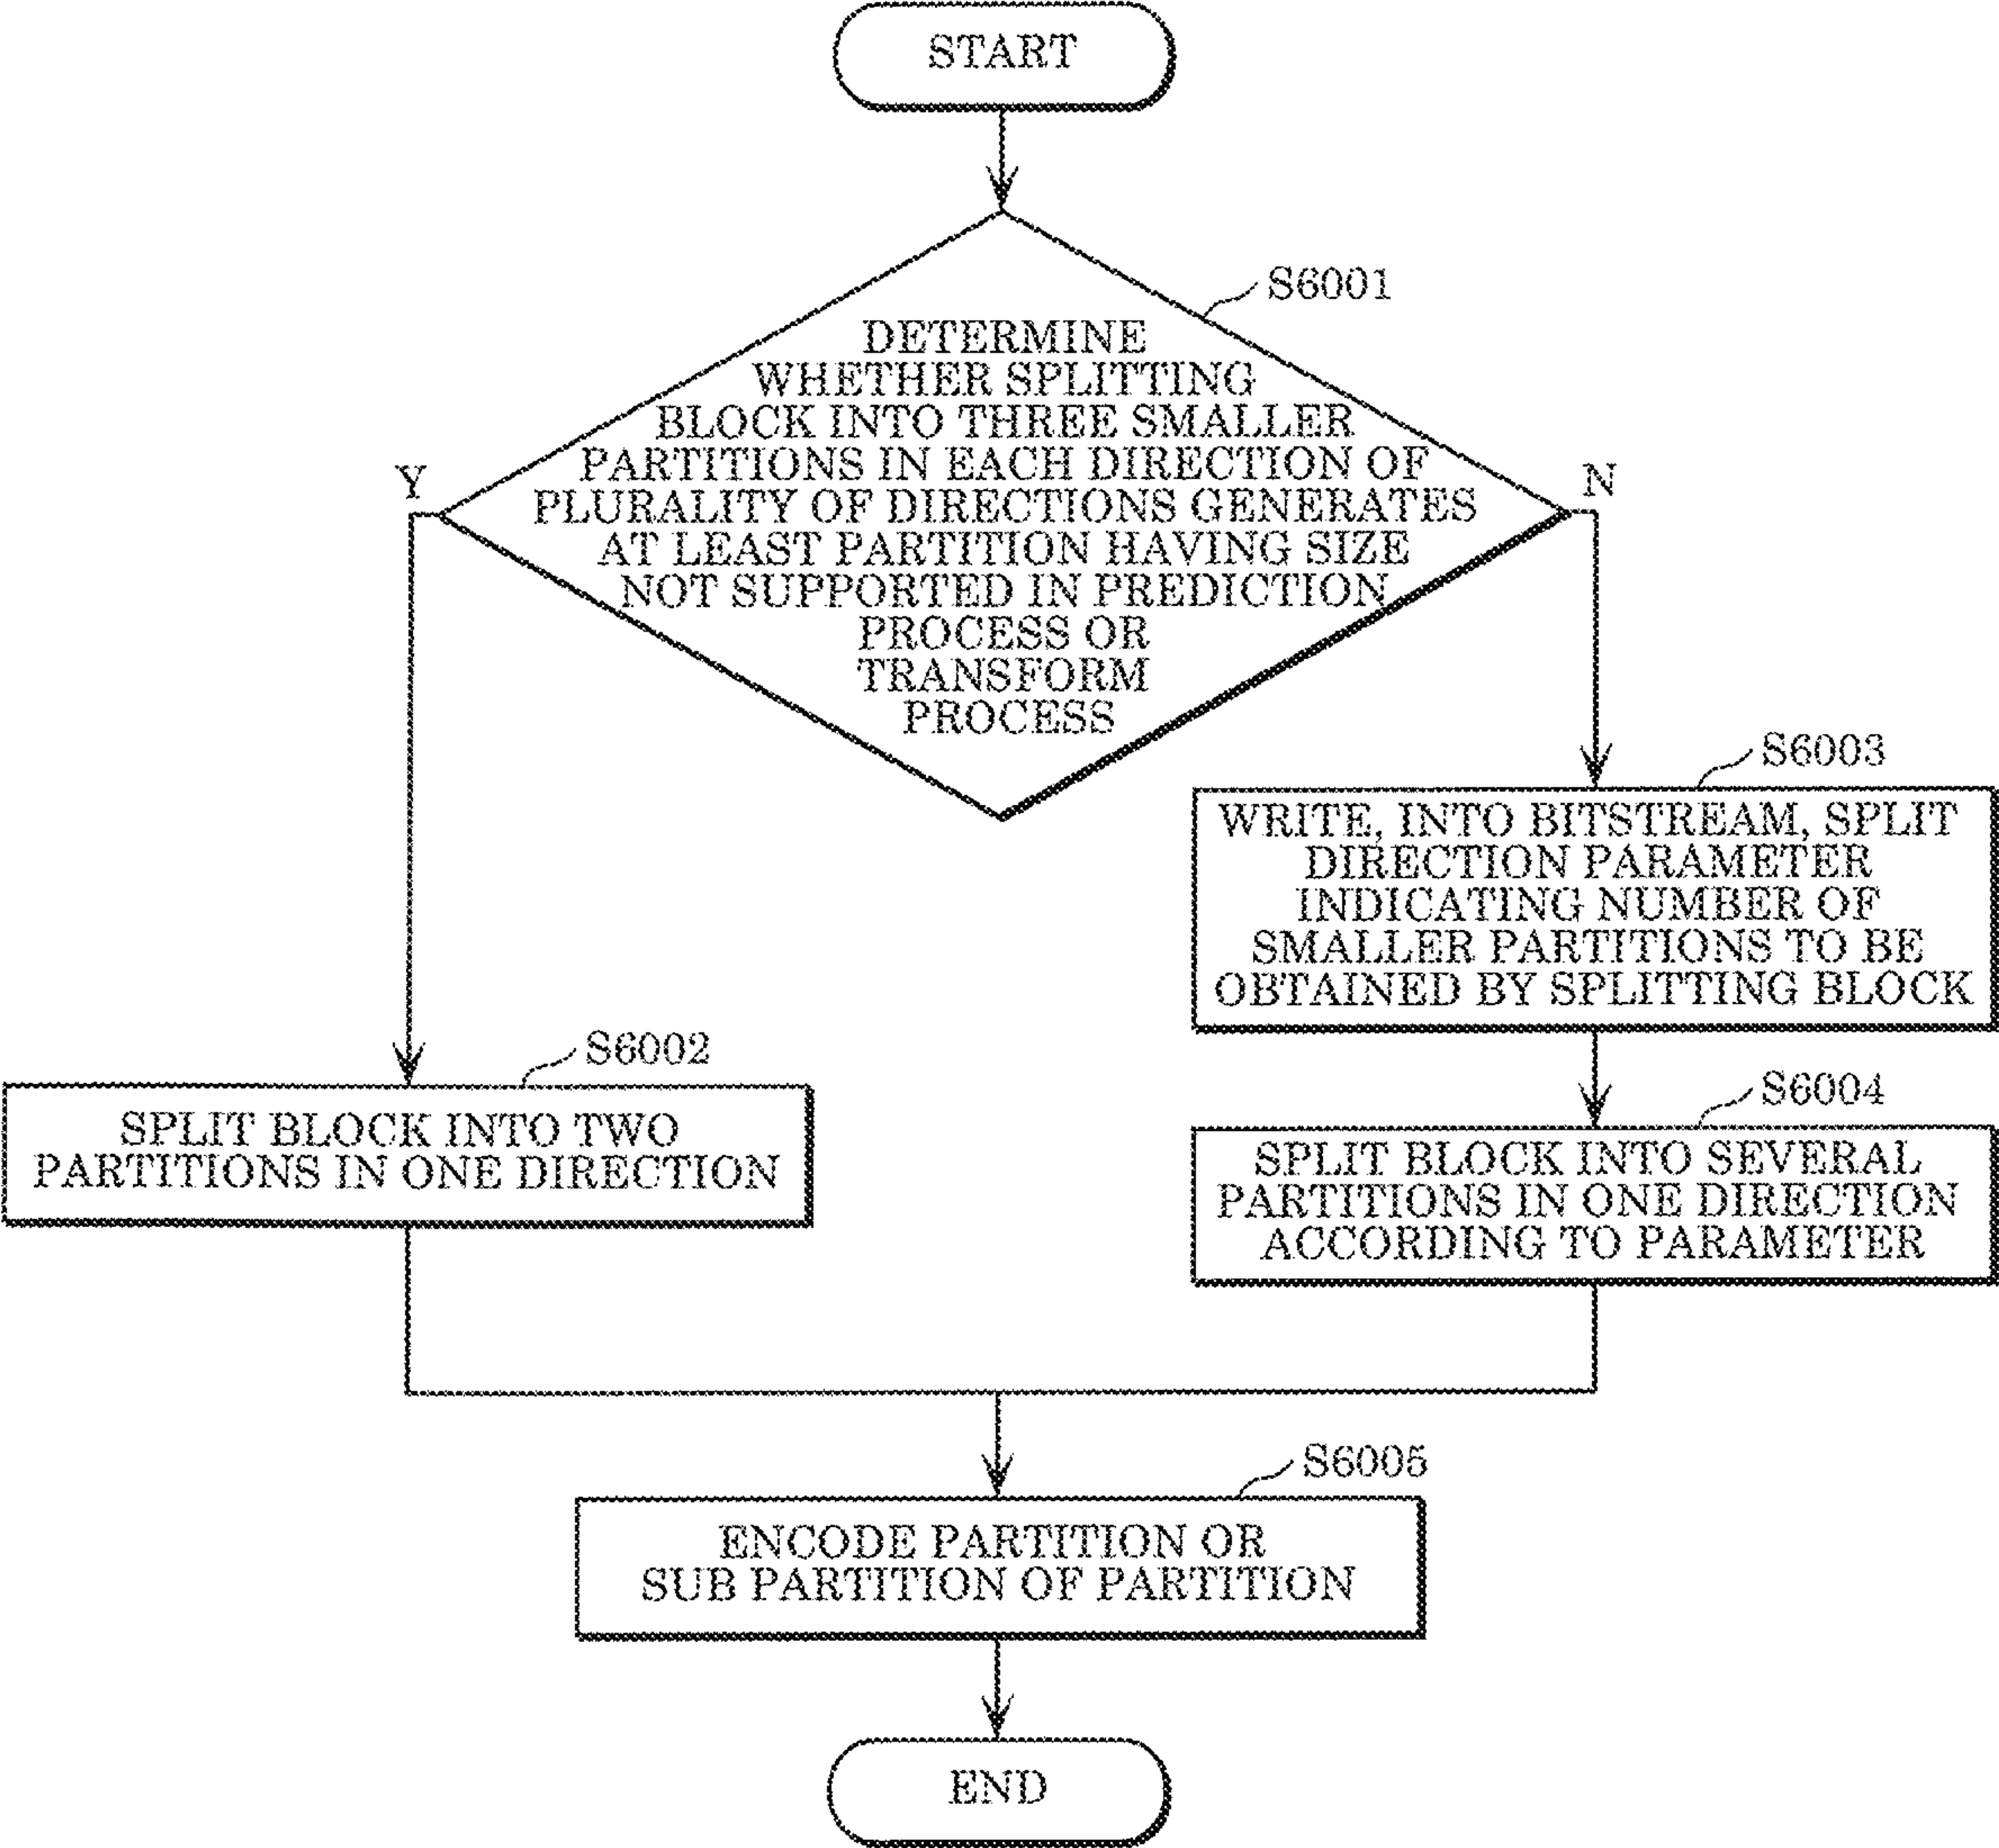 START
S6001
DETERMINE
WHETHER SPLITTING
BLOCK INTO THREE SMALLER
PARTITIONS IN EACH DIRECTION OF
PLURALITY OF DIRECTIONS GENERATES
AT LEAST PARTITION HAVING SIZE
NOT SUPPORTED IN PREDICTION
PROCESS OR
TRANSFORM
PROCESS
Y
N
S6003
WRITE, INTO BITSTREAM, SPLIT
DIRECTION PARAMETER
INDICATING NUMBER OF
SMALLER PARTITIONS TO BE
OBTAINED BY SPLITTING BLOCK
S6002
SPLIT BLOCK INTO TWO
PARTITIONS IN ONE DIRECTION
S6004
SPLIT BLOCK INTO SEVERAL
PARTITIONS IN ONE DIRECTION
ACCORDING TO PARAMETER
S6005
ENCODE PARTITION OR
SUB PARTITION OF PARTITION
END